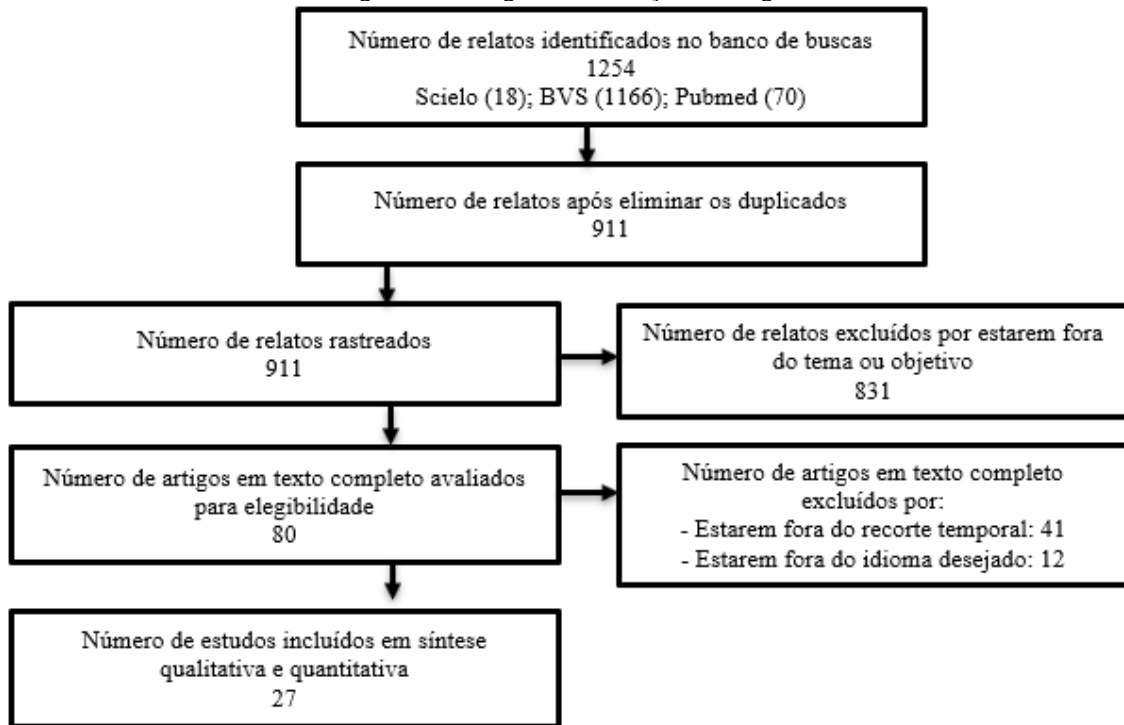 Número de relatos identificados no banco de buscas
1254
Scielo (18); BVS (1166); Pubmed (70)
Número de relatos após eliminar os duplicados
911
Número de relatos rastreados
911
Número de relatos excluídos por estarem fora
do tema ou objetivo
831
Número de artigos em texto completo avaliados
para elegibilidade
80
Número de artigos em texto completo
excluídos por:
- Estarem fora do recorte temporal: 41
- Estarem fora do idioma desejado: 12
Número de estudos incluídos em síntese
qualitativa e quantitativa
27